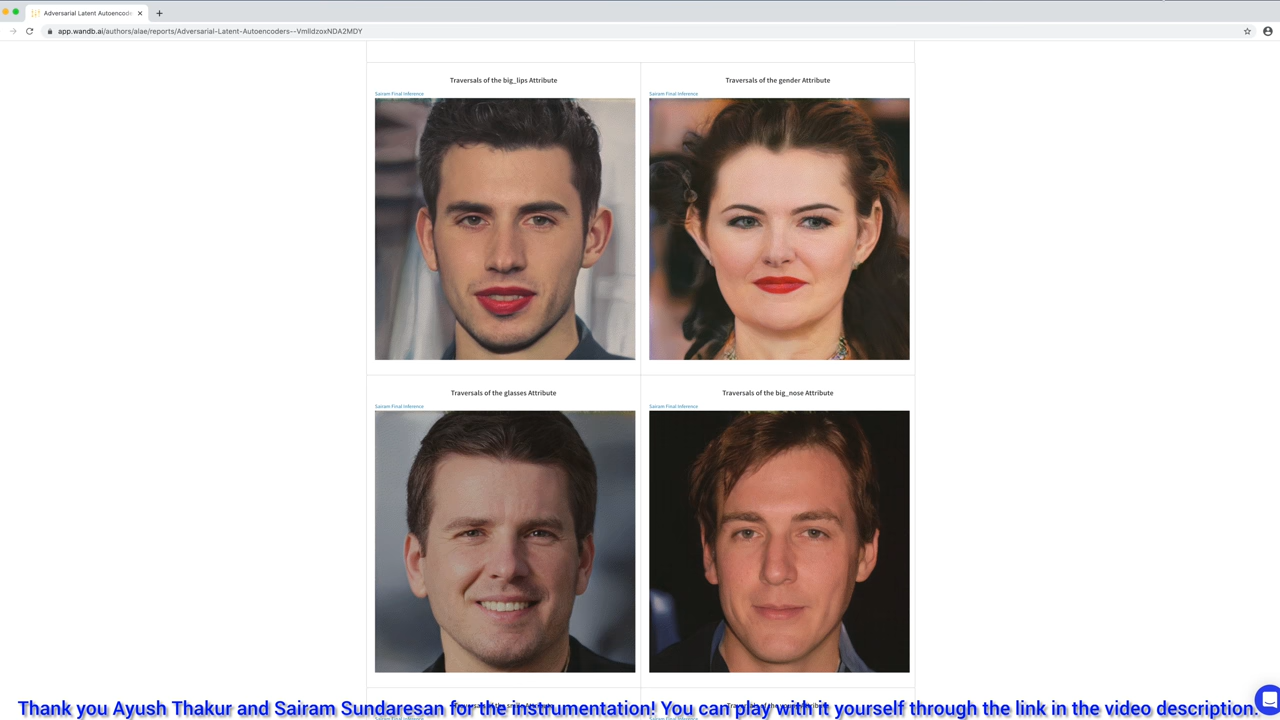 Adversarial Latent Autoencod
app.wandb.ai/authors/alae/reports/Adversarial-Latent-Autoencoders--VmlldzoxNDA2MDY
Traversals of the big_lips Attribute
Traversals of the gender Attribute
Sairam Final Inference
Sairam Final Inference
Traversals of the glasses Attribute
Traversals of the big_nose Attribute
Sairam Final Inference
Sairam Final Inference
Thank you Ayush Thakur and Sairam Sundaresan for the instrumentation! You can play with it yourself through the link in the video description.